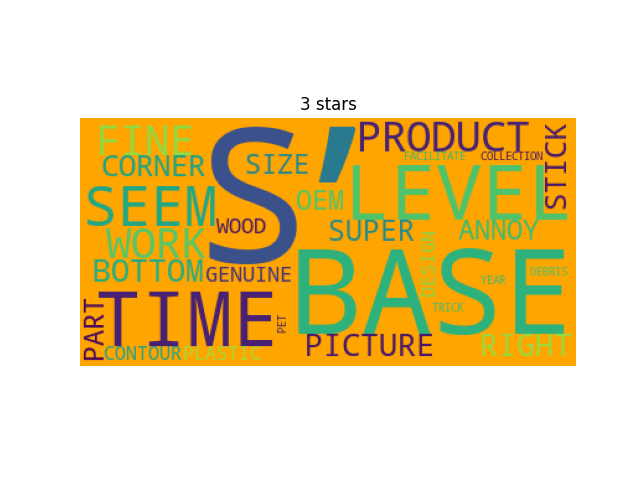 3 stars
FINE
CORNER
SEEM
WORK
BOTTOM
S
'
SIZE
WOOD
GENUINE
OEM
PRODUCT
FACILITATE
COLLECTION
STICK
LEVEL
SUPER
ANNOY
DESIGN
BASE
YEAR
DEBRIS
TRICK
TIME
PART
PET
CONTOUR
PLASTIC
PICTURE
RIGHT